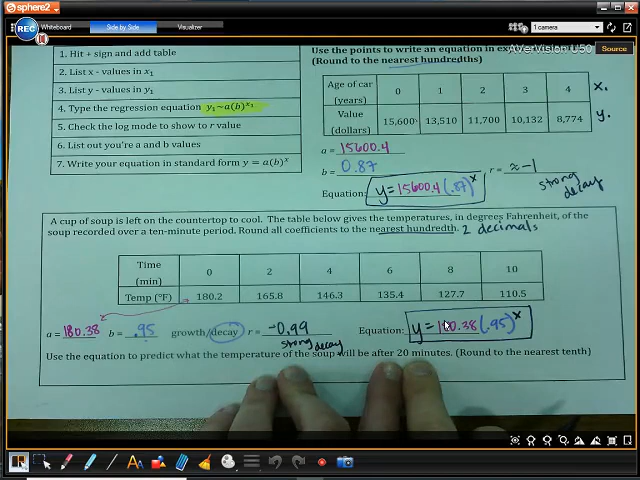 sphere2
REC
Whiteboard Side by Side Visualizer
1 camera
AVerVision U50 Source
1. Hit + sign and add table
2. List x - values in x₁
3. List y - values in y₁
4. Type the regression equation y₁~a(b)^x₁
5. Check the log mode to show to r value
6. List out you're a and b values
7. Write your equation in standard form y = a(b)^x
Use the points to write an equation in
(Round to the nearest hundredths)
Age of car (years) 0 1 2 3 4 x.
Value (dollars) 15,600 13,510 11,700 10,132 8,774 y.
a = 15600.4
b = 0.87 r = ≈ -1
strong decay
Equation: y = 15600.4(.87)^x
A cup of soup is left on the countertop to cool. The table below gives the temperatures, in degrees Fahrenheit, of
the soup recorded over a ten-minute period. Round all coefficients to the nearest hundredth. 2 decimals
Time (min) 0 2 4 6 8 10
Temp (°F) 180.2 165.8 146.3 135.4 127.7 110.5
a = 180.38 b = .95 growth/decay r = -0.99 Equation: y = 180.38(.95)^x
strong decay
Use the equation to predict what the temperature of the soup will be after 20 minutes. (Round to the nearest tenth)